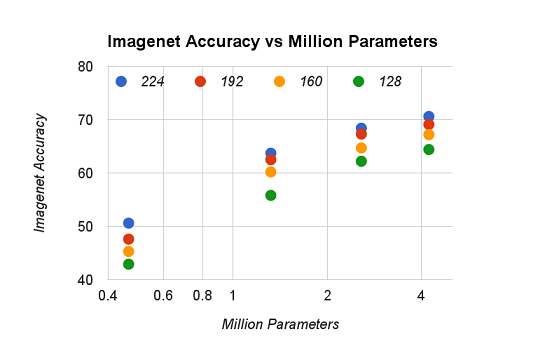 Imagenet Accuracy vs Million Parameters
80
224 192 160 128
70
60
50
40
Imagenet Accuracy
0.4 0.6 0.8 1 2 4
Million Parameters